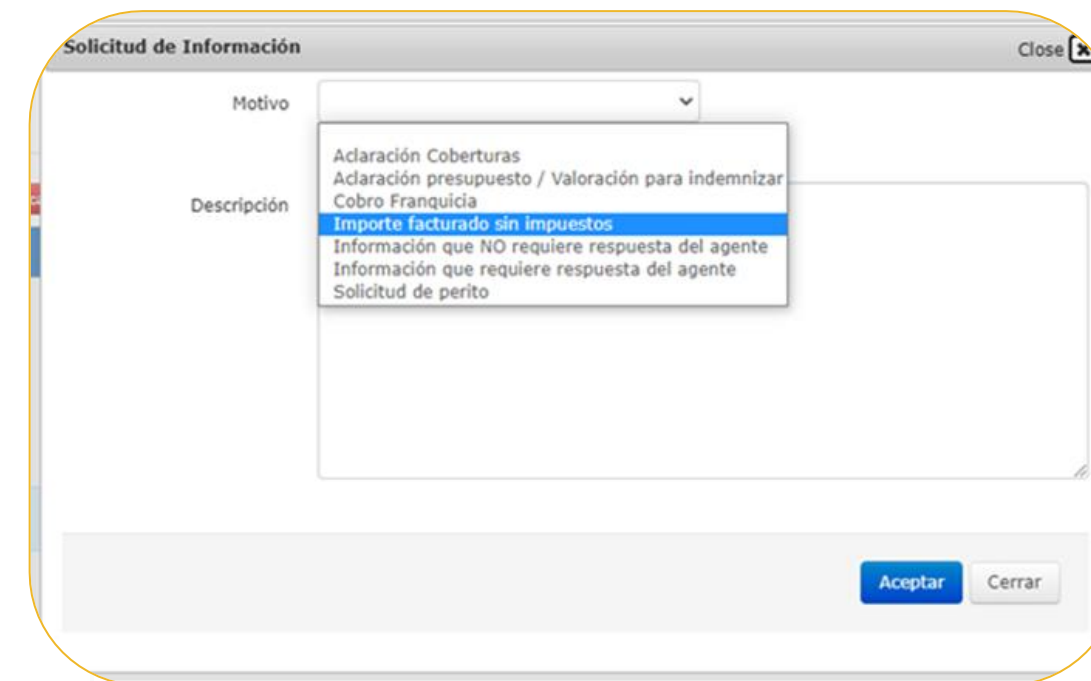 Solicitud de Información
Close
Motivo
Aclaración Coberturas
Aclaración presupuesto / Valoración para indemnizar
Descripción
Cobro Franquicia
Importe facturado sin impuestos
Información que NO requiere respuesta del agente
Información que requiere respuesta del agente
Solicitud de perito
Aceptar
Cerrar